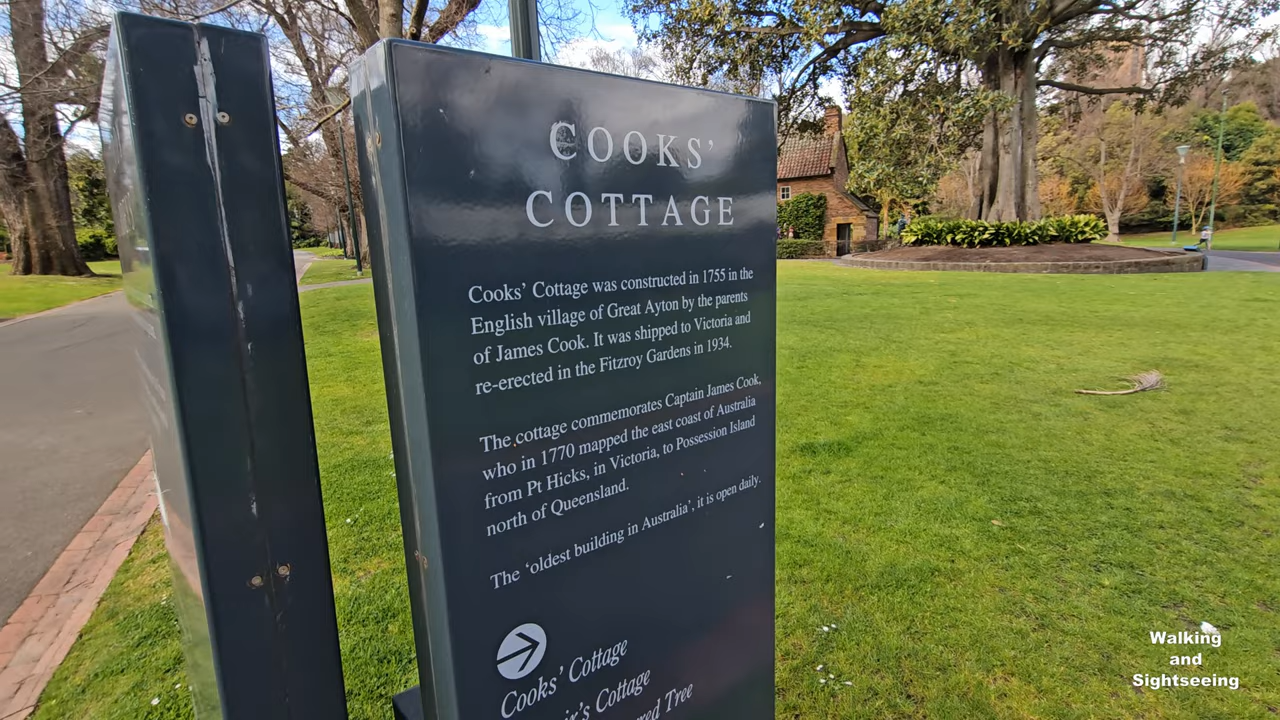 COOKS’
COTTAGE
Cooks’ Cottage was constructed in 1755 in the
English village of Great Ayton by the parents
of James Cook. It was shipped to Victoria and
re-erected in the Fitzroy Gardens in 1934.
The cottage commemorates Captain James Cook,
who in 1770 mapped the east coast of Australia
from Pt Hicks, in Victoria, to Possession Island
north of Queensland.
The ‘oldest building in Australia’, it is open daily.
Cooks’ Cottage
Cottage
Tree
Walking
and
Sightseeing